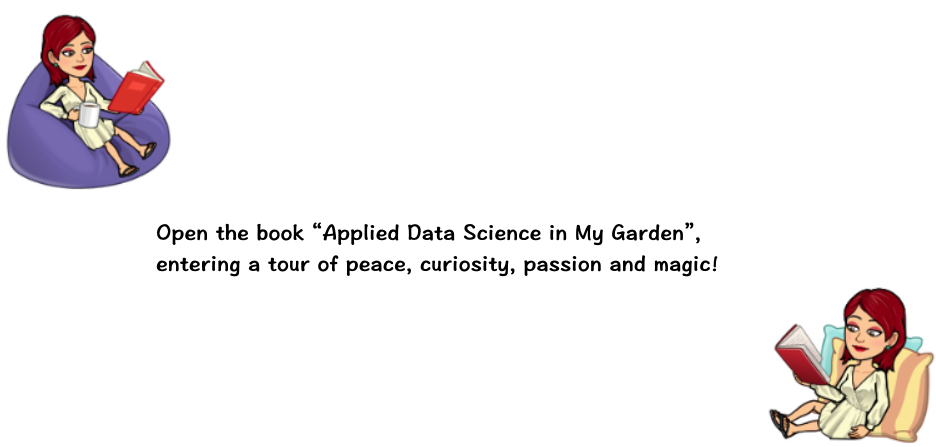 Open the book “Applied Data Science in My Garden”,
entering a tour of peace, curiosity, passion and magic!